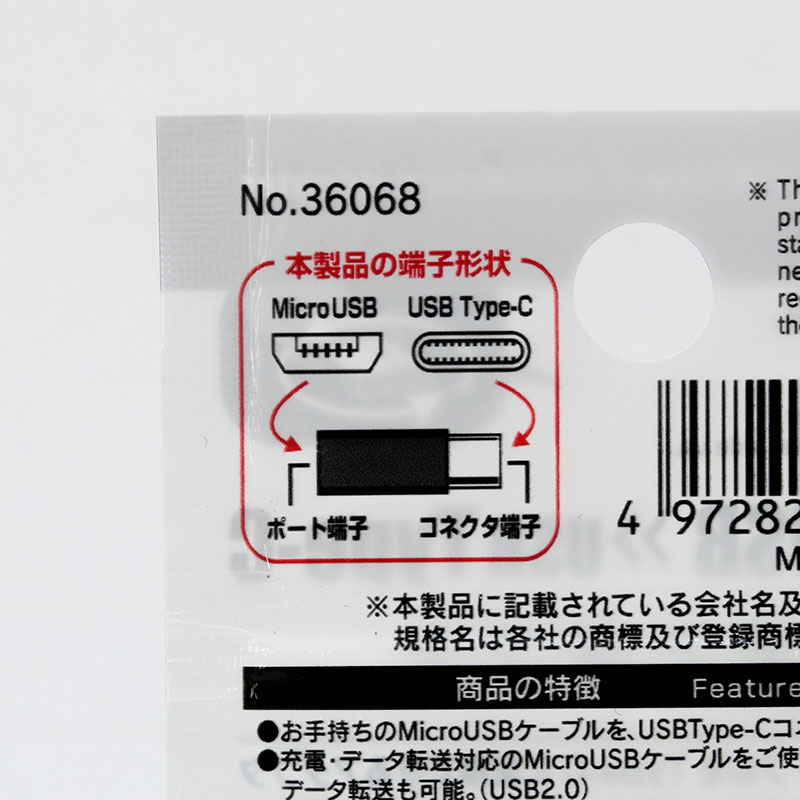 No.36068
本製品の端子形状
MicroUSB USB Type-C
ポート端子 コネクタ端子
※ Th
pr
sta
ne
re
the
4 97282
M
※本製品に記載されている会社名及
規格名は各社の商標及び登録商標
商品の特徴 Feature
●お手持ちのMicroUSBケーブルを、USBType-Cコネ
●充電・データ転送対応のMicroUSBケーブルをご使
データ転送も可能。(USB2.0)